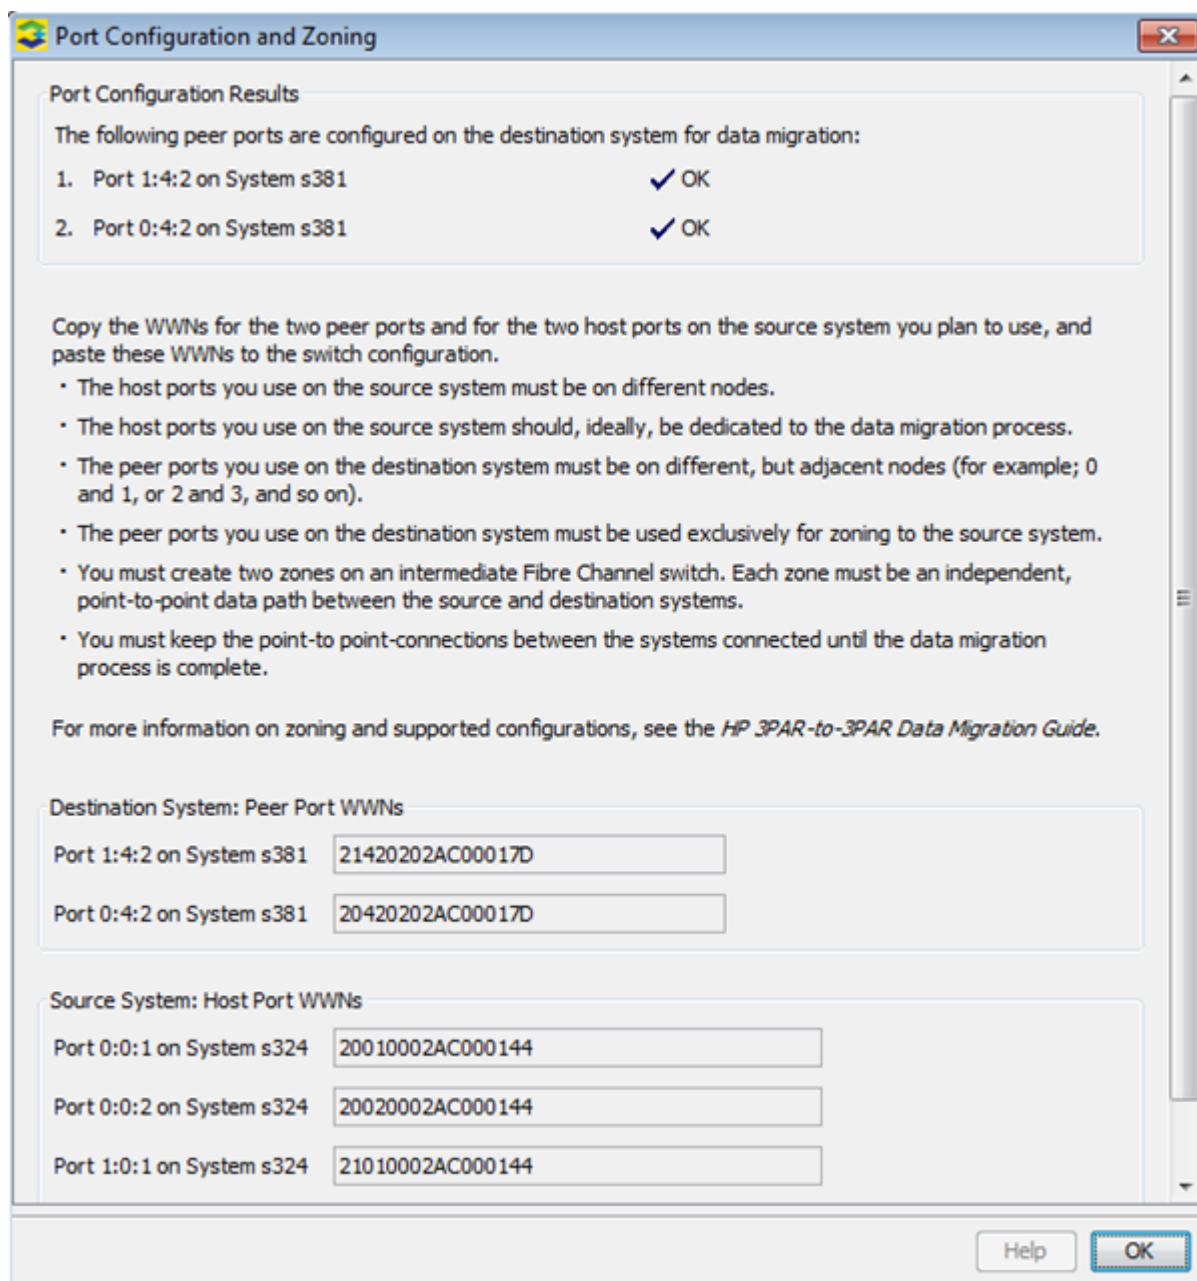 Port Configuration and Zoning
Port Configuration Results
The following peer ports are configured on the destination system for data migration:
1. Port 1:4:2 on System s381 OK
2. Port 0:4:2 on System s381 OK
Copy the WWNs for the two peer ports and for the two host ports on the source system you plan to use, and
paste these WWNs to the switch configuration.
· The host ports you use on the source system must be on different nodes.
· The host ports you use on the source system should, ideally, be dedicated to the data migration process.
· The peer ports you use on the destination system must be on different, but adjacent nodes (for example; 0
and 1, or 2 and 3, and so on).
· The peer ports you use on the destination system must be used exclusively for zoning to the source system.
· You must create two zones on an intermediate Fibre Channel switch. Each zone must be an independent,
point-to-point data path between the source and destination systems.
· You must keep the point-to point-connections between the systems connected until the data migration
process is complete.
For more information on zoning and supported configurations, see the HP 3PAR-to-3PAR Data Migration Guide.
Destination System: Peer Port WWNs
Port 1:4:2 on System s381 21420202AC00017D
Port 0:4:2 on System s381 20420202AC00017D
Source System: Host Port WWNs
Port 0:0:1 on System s324 20010002AC000144
Port 0:0:2 on System s324 20020002AC000144
Port 1:0:1 on System s324 21010002AC000144
Help OK